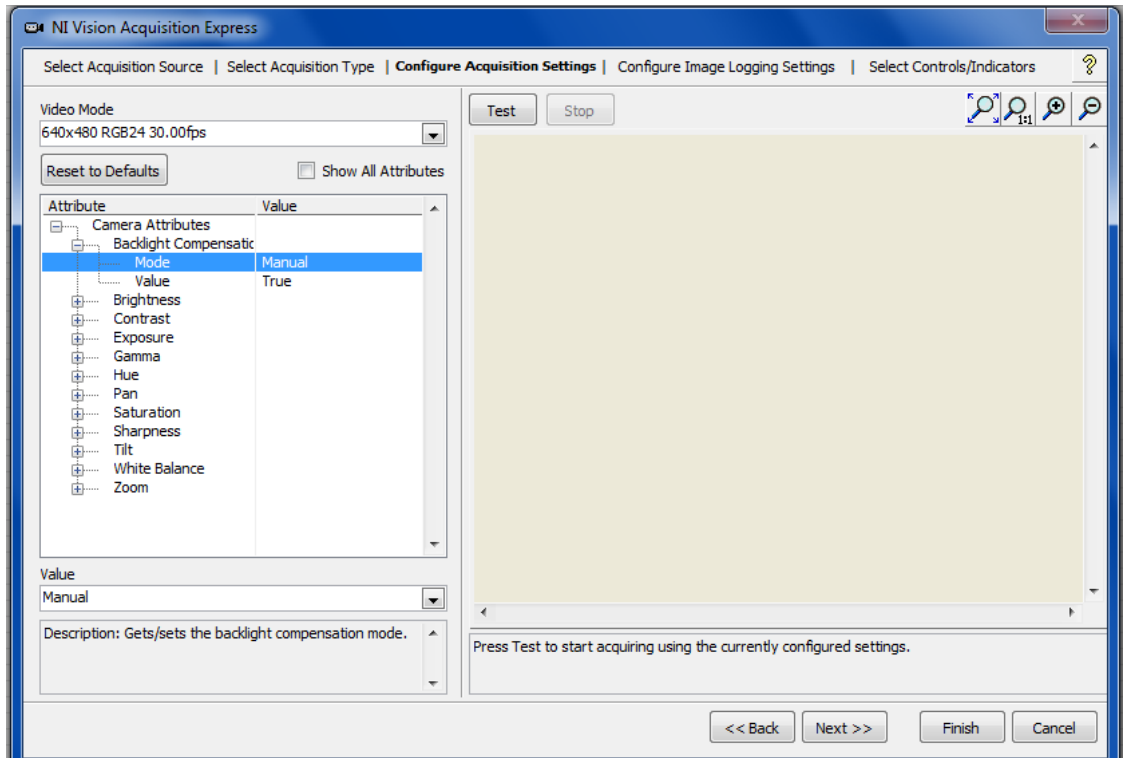 NI Vision Acquisition Express
Select Acquisition Source | Select Acquisition Type | Configure Acquisition Settings | Configure Image Logging Settings | Select Controls/Indicators
Video Mode
640x480 RGB24 30.00fps
Reset to Defaults
Show All Attributes
Attribute Value
Camera Attributes
Backlight Compensatic
Mode Manual
Value True
Brightness
Contrast
Exposure
Gamma
Hue
Pan
Saturation
Sharpness
Tilt
White Balance
Zoom
Value
Manual
Description: Gets/sets the backlight compensation mode.
Test Stop
1:1
Press Test to start acquiring using the currently configured settings.
<< Back Next >> Finish Cancel